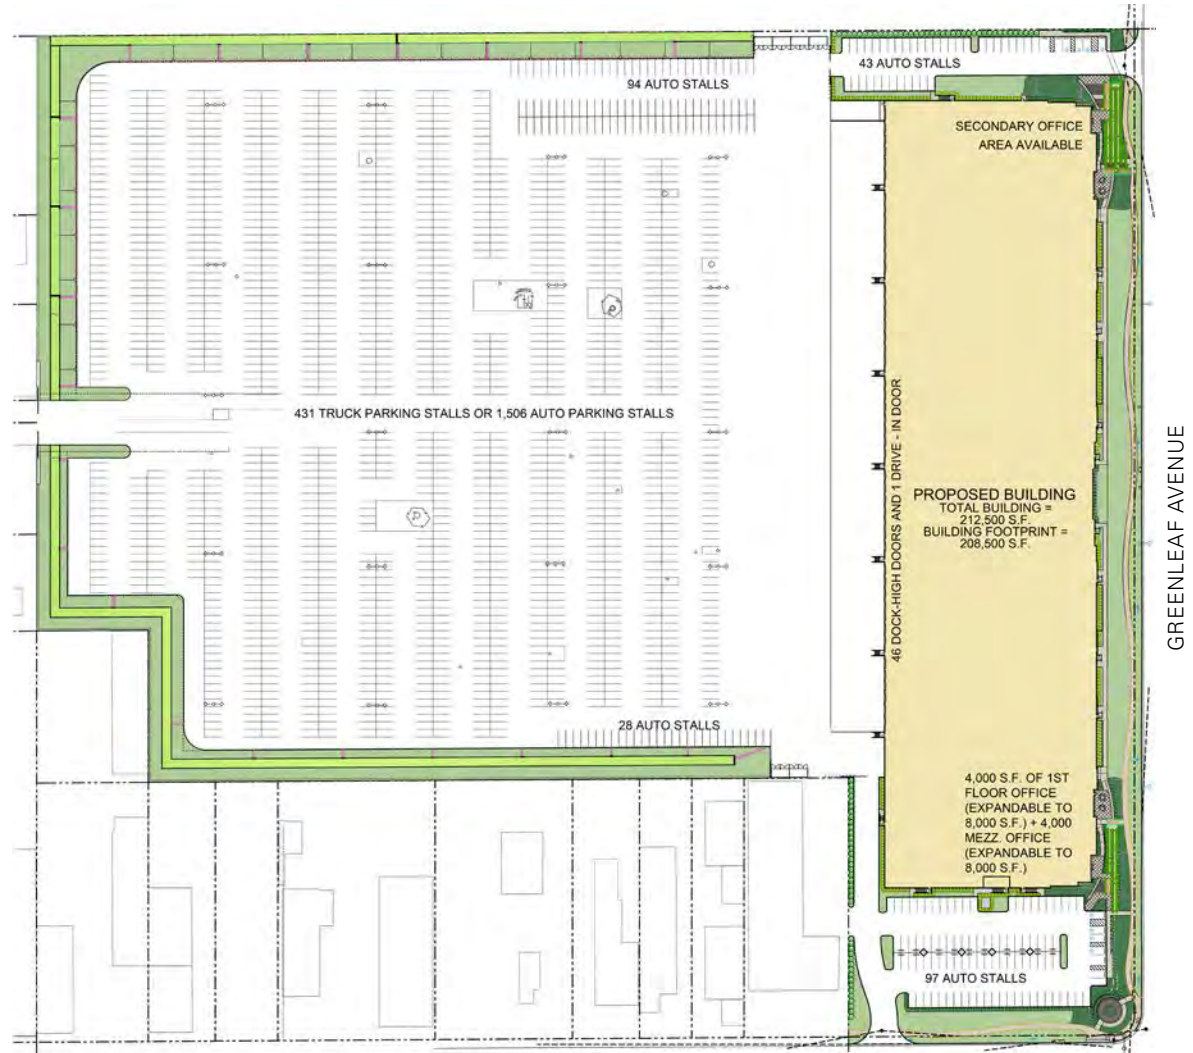 43 AUTO STALLS
94 AUTO STALLS
SECONDARY OFFICE
AREA AVAILABLE
431 TRUCK PARKING STALLS OR 1,506 AUTO PARKING STALLS
46 DOCK-HIGH DOORS AND 1 DRIVE - IN DOOR
PROPOSED BUILDING
TOTAL BUILDING =
212,500 S.F.
BUILDING FOOTPRINT =
208,500 S.F.
GREENLEAF AVENUE
28 AUTO STALLS
4,000 S.F. OF 1ST
FLOOR OFFICE
(EXPANDABLE TO
8,000 S.F.) + 4,000
MEZZ. OFFICE
(EXPANDABLE TO
8,000 S.F.)
97 AUTO STALLS